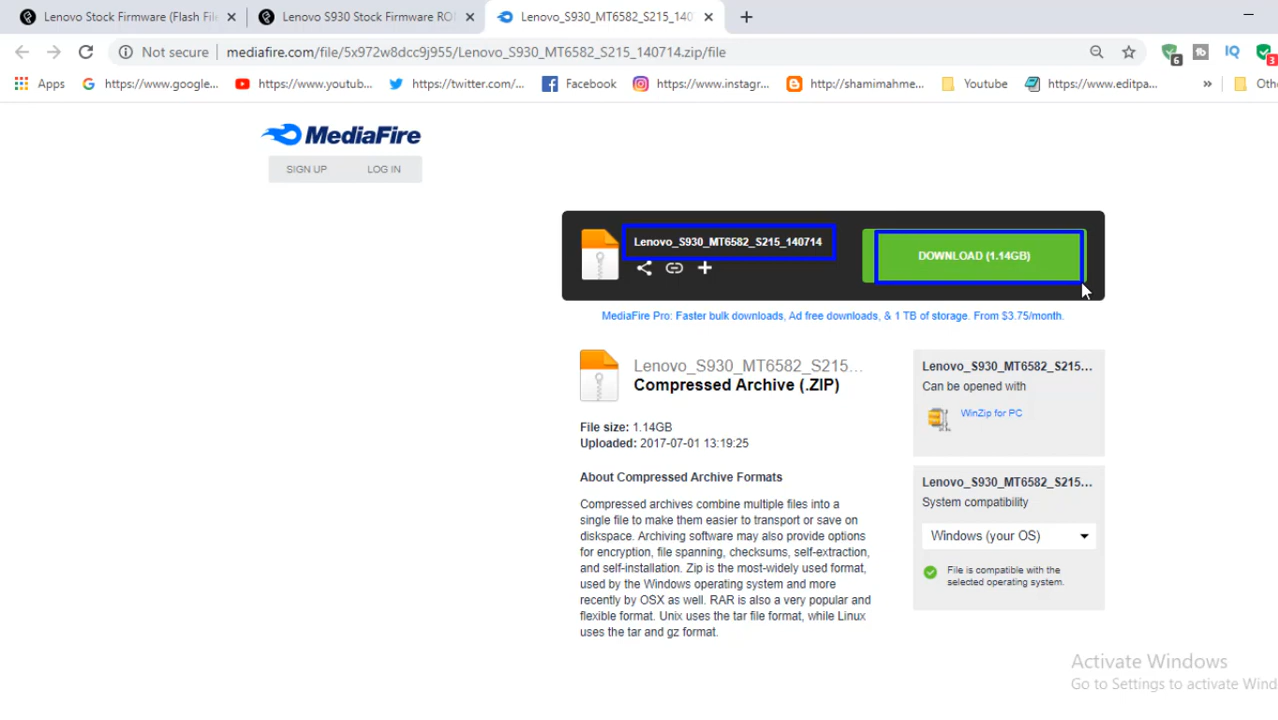 Lenovo Stock Firmware (Flash Fil
Lenovo S930 Stock Firmware RO
Lenovo_S930_MT6582_S215_140
Not secure
mediafire.com/file/5x972w8dcc9j955/Lenovo_S930_MT6582_S215_140714.zip/file
6
IQ
3
Apps
https://www.google...
https://www.youtub...
https://twitter.com/...
Facebook
https://www.instagr...
http://shamimahme...
Youtube
https://www.editpa...
»
Oth
MediaFire
SIGN UP
LOG IN
Lenovo_S930_MT6582_S215_140714
DOWNLOAD (1.14GB)
MediaFire Pro: Faster bulk downloads, Ad free downloads, & 1 TB of storage. From $3.75/month.
Lenovo_S930_MT6582_S215...
Compressed Archive (.ZIP)
File size: 1.14GB
Uploaded: 2017-07-01 13:19:25
About Compressed Archive Formats
Compressed archives combine multiple files into a
single file to make them easier to transport or save on
diskspace. Archiving software may also provide options
for encryption, file spanning, checksums, self-extraction,
and self-installation. Zip is the most-widely used format,
used by the Windows operating system and more
recently by OSX as well. RAR is also a very popular and
flexible format. Unix uses the tar file format, while Linux
uses the tar and gz format.
Lenovo_S930_MT6582_S215...
Can be opened with
WinZip for PC
Lenovo_S930_MT6582_S215...
System compatibility
Windows (your OS)
File is compatible with the
selected operating system.
Activate Windows
Go to Settings to activate Wind